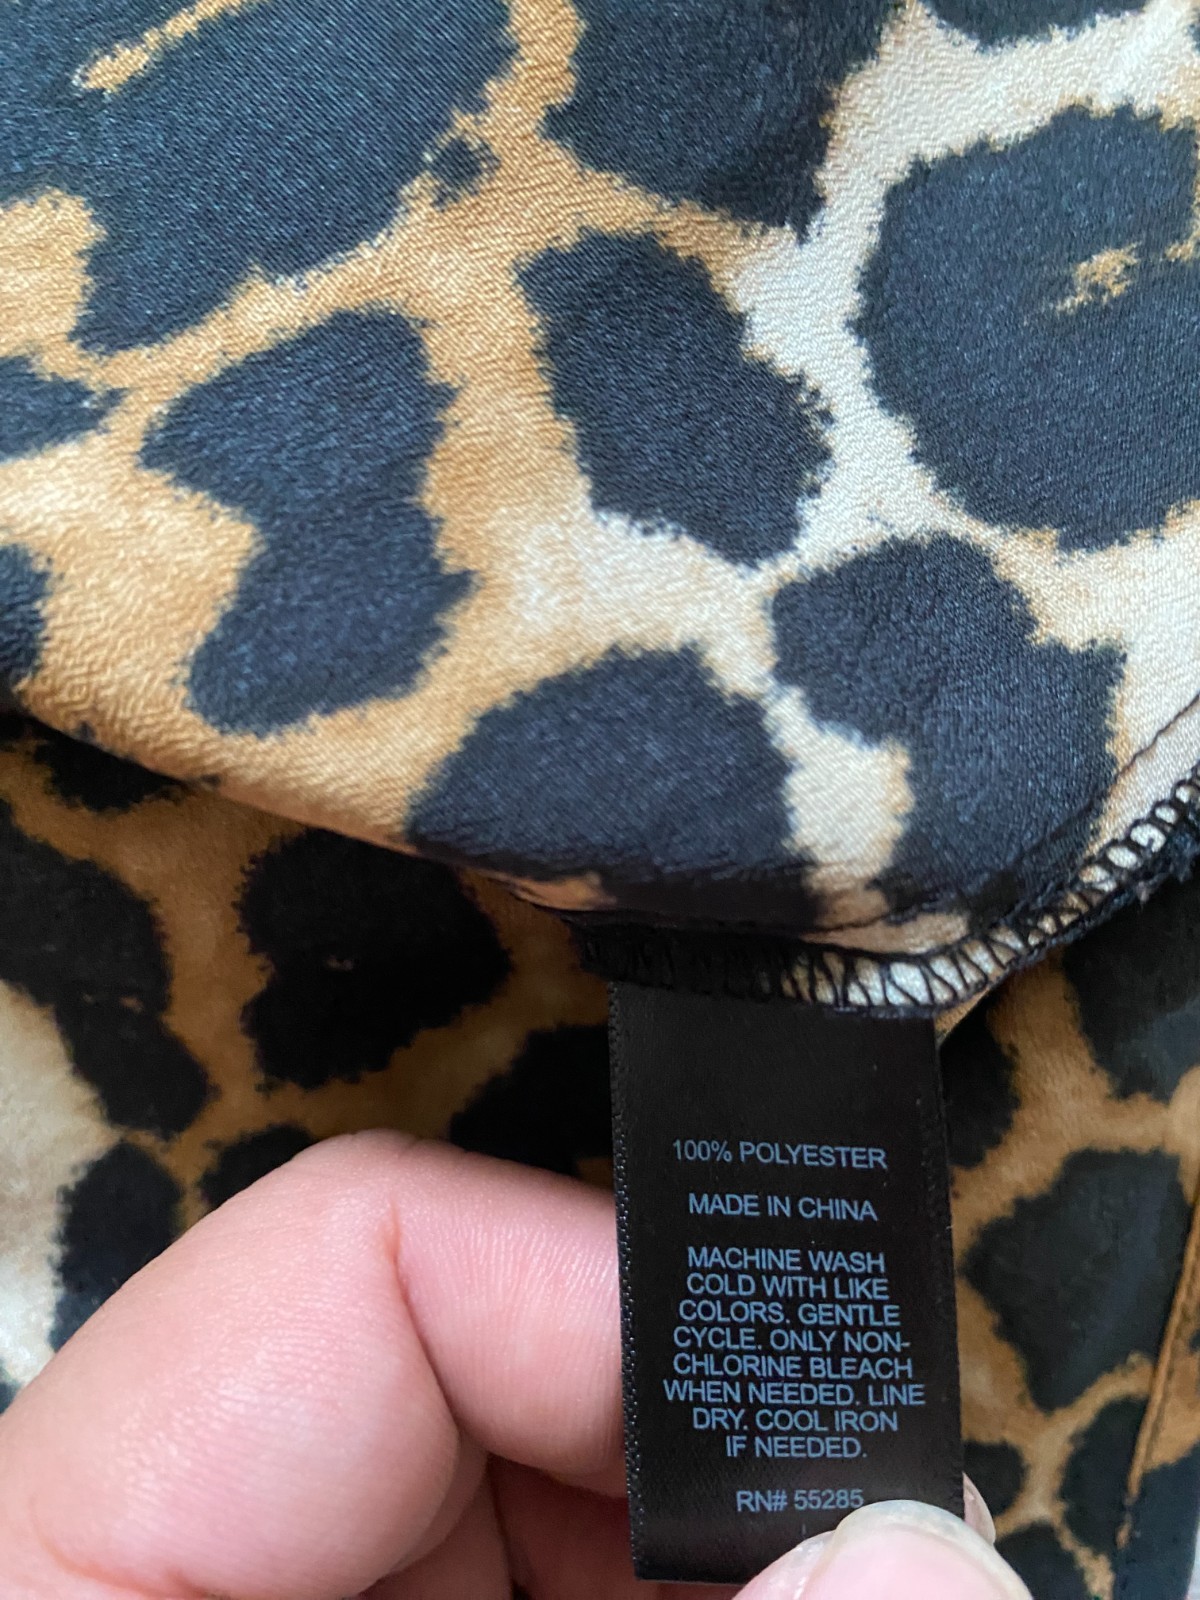 100% POLYESTER
MADE IN CHINA
MACHINE WASH
COLD WITH LIKE
COLORS. GENTLE
CYCLE. ONLY NON-
CHLORINE BLEACH
WHEN NEEDED. LINE
DRY. COOL IRON
IF NEEDED.
RN# 55285